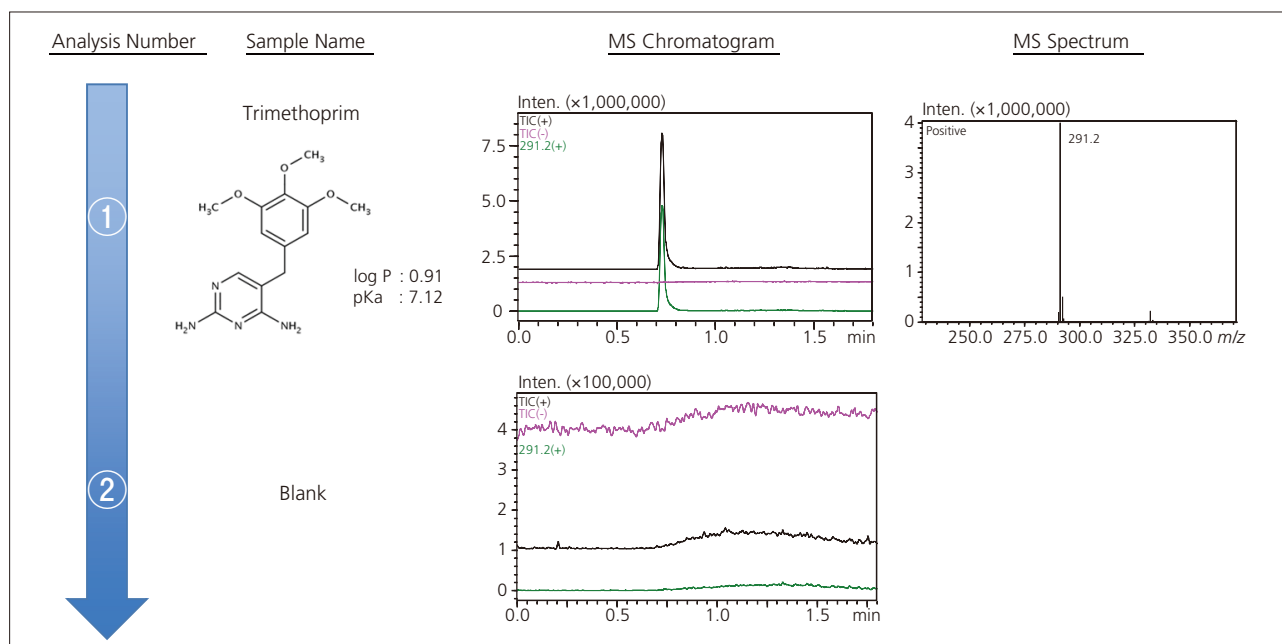 Analysis Number Sample Name MS Chromatogram MS Spectrum
①
Trimethoprim
CH₃
O
O O
H₃C CH₃
N
H₂N N NH₂
log P : 0.91
pKa : 7.12
Inten. (×1,000,000)
TIC(+)
TIC(-)
291.2(+)
7.5
5.0
2.5
0
0.0 0.5 1.0 1.5 min
Inten. (×1,000,000)
Positive
291.2
4
3
2
1
0
250.0 275.0 300.0 325.0 350.0 m/z
②
Blank
Inten. (×100,000)
TIC(+)
TIC(-)
291.2(+)
4
3
2
1
0
0.0 0.5 1.0 1.5 min